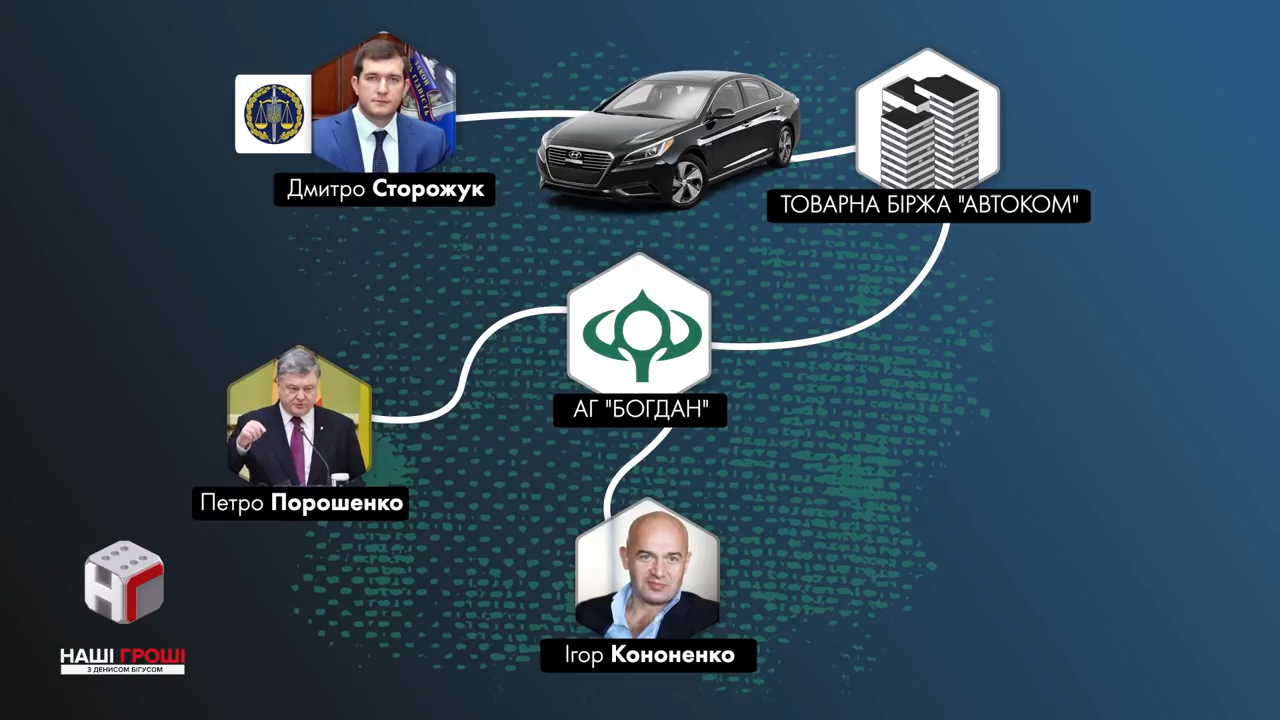 Дмитро Сторожук
ТОВАРНА БІРЖА "АВТОКОМ"
АГ "БОГДАН"
Петро Порошенко
Ігор Кононенко
НАШІ ГРОШІ
З ДЕНИСОМ БІГУСОМ